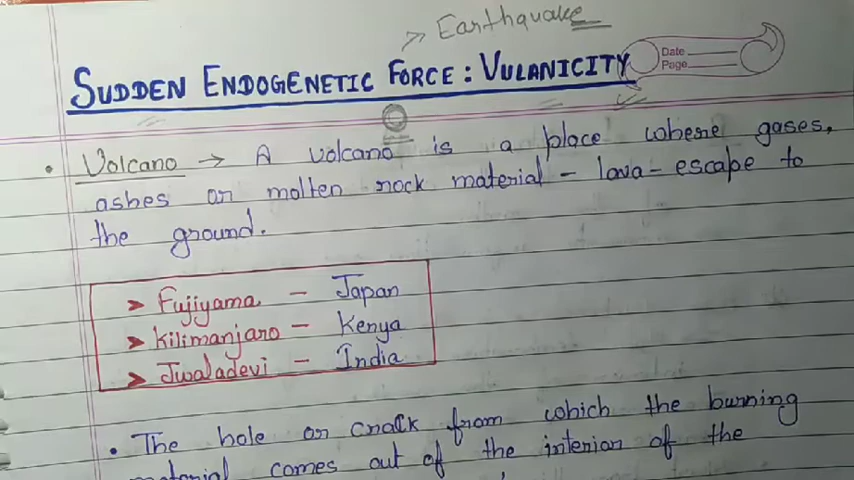 > Earthquake
SUDDEN ENDOGENETIC FORCE : VULANICITY
Date
Page
• Volcano → A volcano is a place where gases,
ashes or molten rock material - lava - escape to
the ground.
> Fujiyama - Japan
> Kilimanjaro - Kenya
> Jwaladevi - India
• The hole or crack from which the burning
material comes out of the interior of the